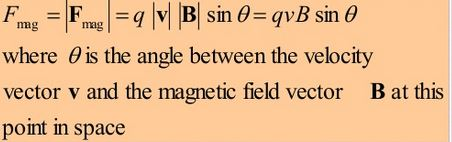 F_mag = |F_mag| = q |v| |B| sin θ = qvB sin θ
where θ is the angle between the velocity
vector v and the magnetic field vector B at this
point in space